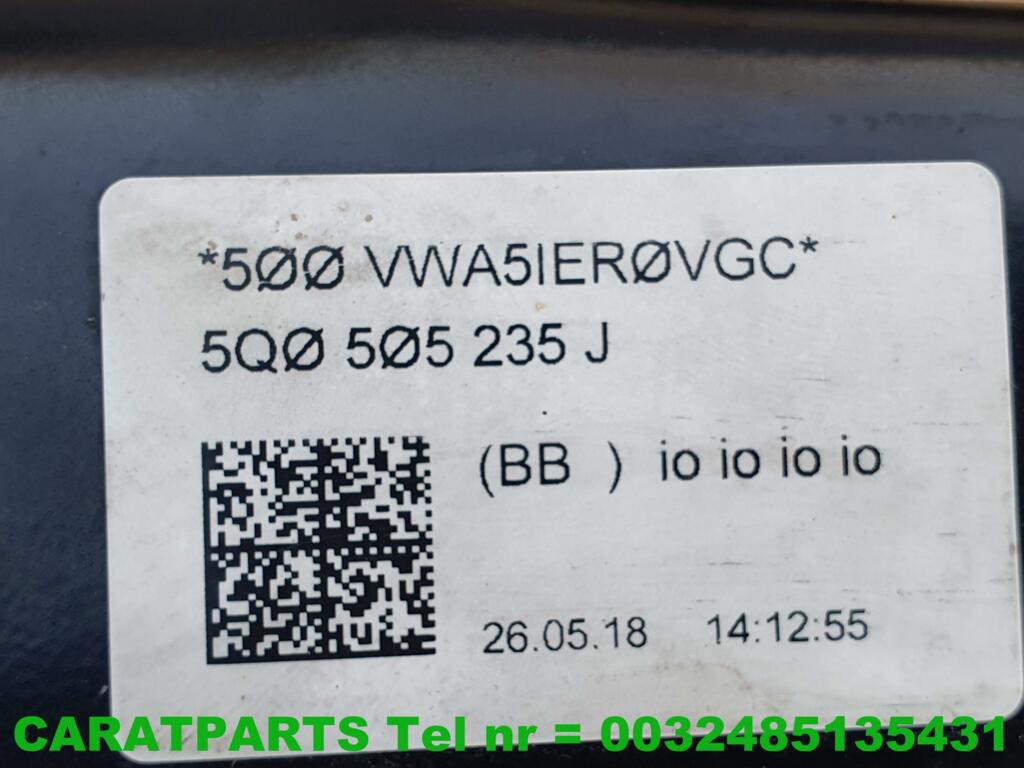 *5ØØ VWA5IERØVGC*
5QØ 5Ø5 235 J
(BB ) io io io io
26.05.18 14:12:55
CARATPARTS Tel nr = 0032485135431